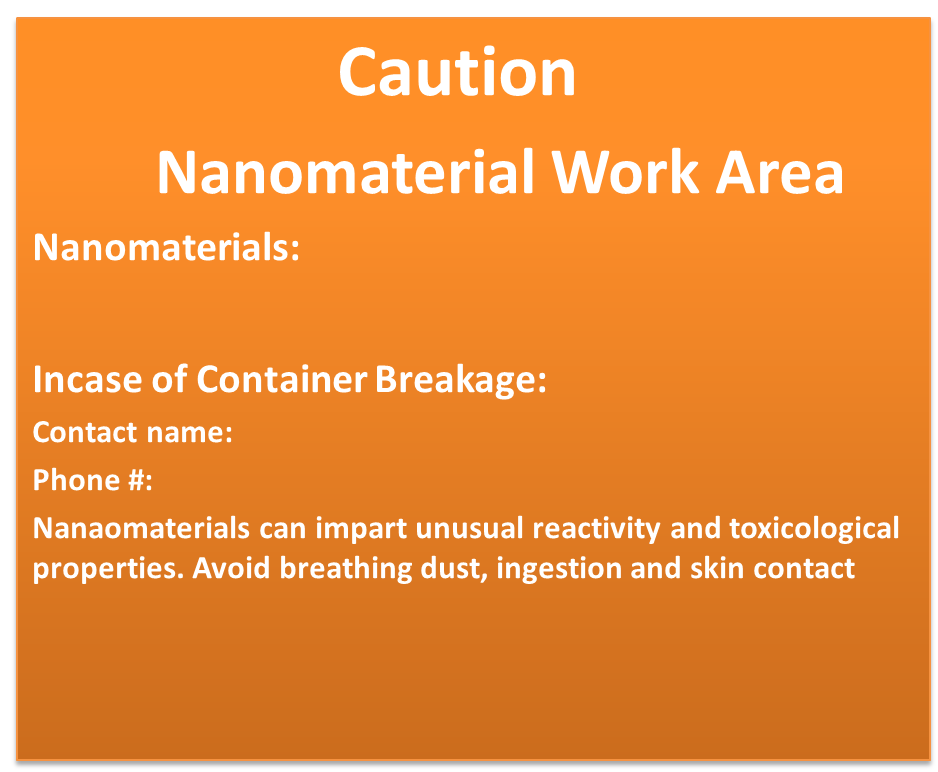 Caution
Nanomaterial Work Area
Nanomaterials:
Incase of Container Breakage:
Contact name:
Phone #:
Nanaomaterials can impart unusual reactivity and toxicological
properties. Avoid breathing dust, ingestion and skin contact